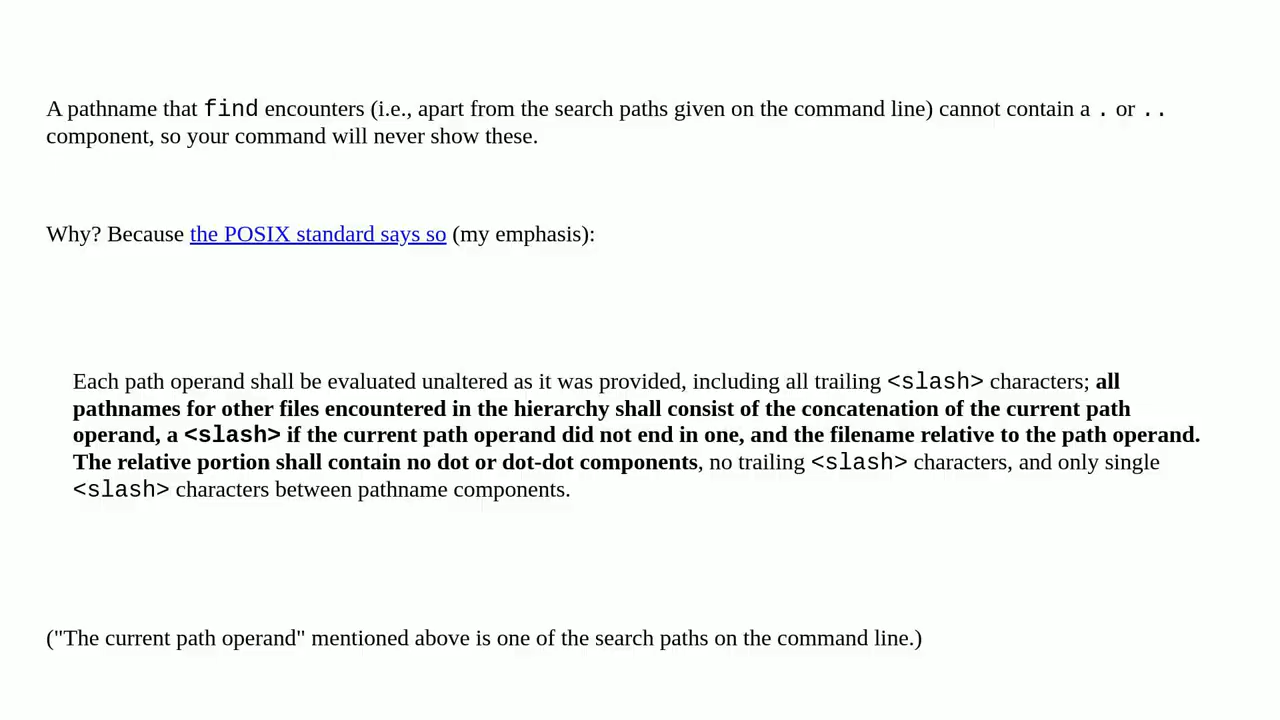 A pathname that find encounters (i.e., apart from the search paths given on the command line) cannot contain a . or ..
component, so your command will never show these.
Why? Because the POSIX standard says so (my emphasis):
Each path operand shall be evaluated unaltered as it was provided, including all trailing <slash> characters; all
pathnames for other files encountered in the hierarchy shall consist of the concatenation of the current path
operand, a <slash> if the current path operand did not end in one, and the filename relative to the path operand.
The relative portion shall contain no dot or dot-dot components, no trailing <slash> characters, and only single
<slash> characters between pathname components.
("The current path operand" mentioned above is one of the search paths on the command line.)